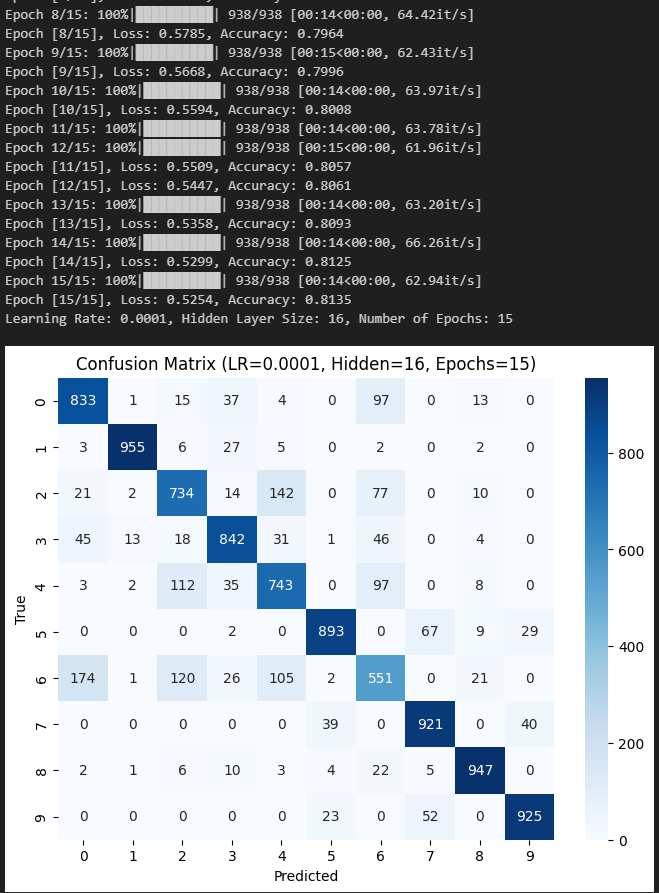 Epoch 8/15: 100%|██████████| 938/938 [00:14<00:00, 64.42it/s]
Epoch [8/15], Loss: 0.5785, Accuracy: 0.7964
Epoch 9/15: 100%|██████████| 938/938 [00:15<00:00, 62.43it/s]
Epoch [9/15], Loss: 0.5668, Accuracy: 0.7996
Epoch 10/15: 100%|██████████| 938/938 [00:14<00:00, 63.97it/s]
Epoch [10/15], Loss: 0.5594, Accuracy: 0.8008
Epoch 11/15: 100%|██████████| 938/938 [00:14<00:00, 63.78it/s]
Epoch 12/15: 100%|██████████| 938/938 [00:15<00:00, 61.96it/s]
Epoch [11/15], Loss: 0.5509, Accuracy: 0.8057
Epoch [12/15], Loss: 0.5447, Accuracy: 0.8061
Epoch 13/15: 100%|██████████| 938/938 [00:14<00:00, 63.20it/s]
Epoch [13/15], Loss: 0.5358, Accuracy: 0.8093
Epoch 14/15: 100%|██████████| 938/938 [00:14<00:00, 66.26it/s]
Epoch [14/15], Loss: 0.5299, Accuracy: 0.8125
Epoch 15/15: 100%|██████████| 938/938 [00:14<00:00, 62.94it/s]
Epoch [15/15], Loss: 0.5254, Accuracy: 0.8135
Learning Rate: 0.0001, Hidden Layer Size: 16, Number of Epochs: 15
Confusion Matrix (LR=0.0001, Hidden=16, Epochs=15)
0 833 1 15 37 4 0 97 0 13 0
1 3 955 6 27 5 0 2 0 2 0
2 21 2 734 14 142 0 77 0 10 0
3 45 13 18 842 31 1 46 0 4 0
4 3 2 112 35 743 0 97 0 8 0
5 0 0 0 2 0 893 0 67 9 29
6 174 1 120 26 105 2 551 0 21 0
7 0 0 0 0 0 39 0 921 0 40
8 2 1 6 10 3 4 22 5 947 0
9 0 0 0 0 0 23 0 52 0 925
0 1 2 3 4 5 6 7 8 9
True
Predicted
800
600
400
200
0